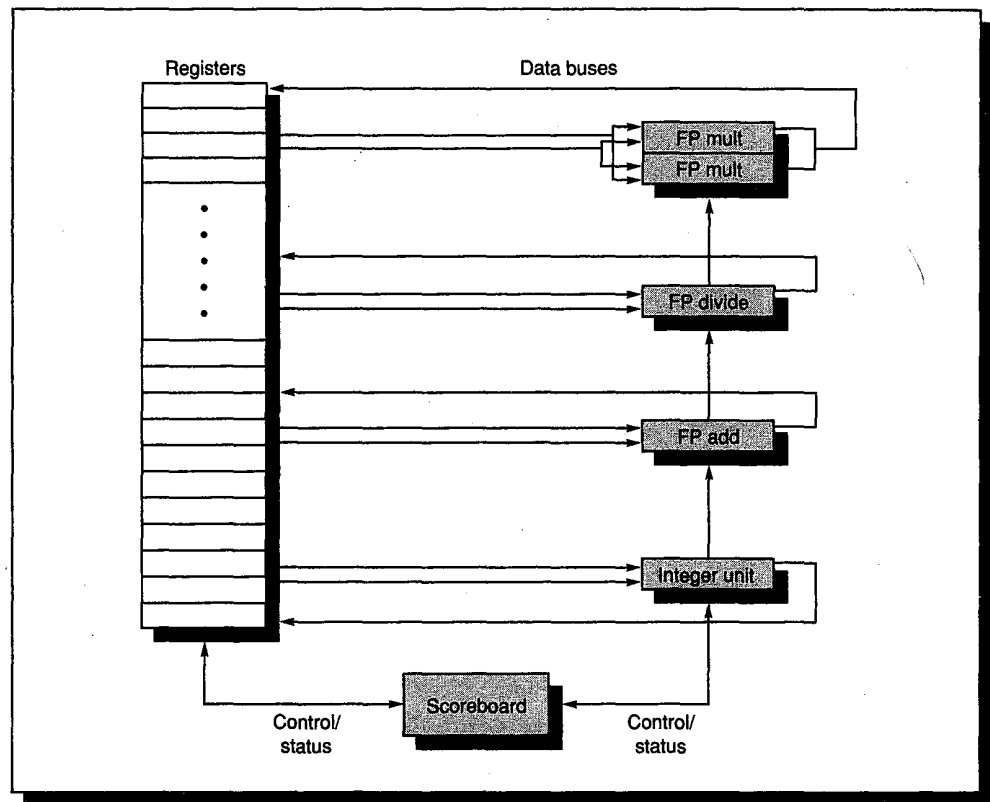 Registers
Data buses
FP mult
FP mult
FP divide
FP add
Integer unit
Scoreboard
Control/
status
Control/
status